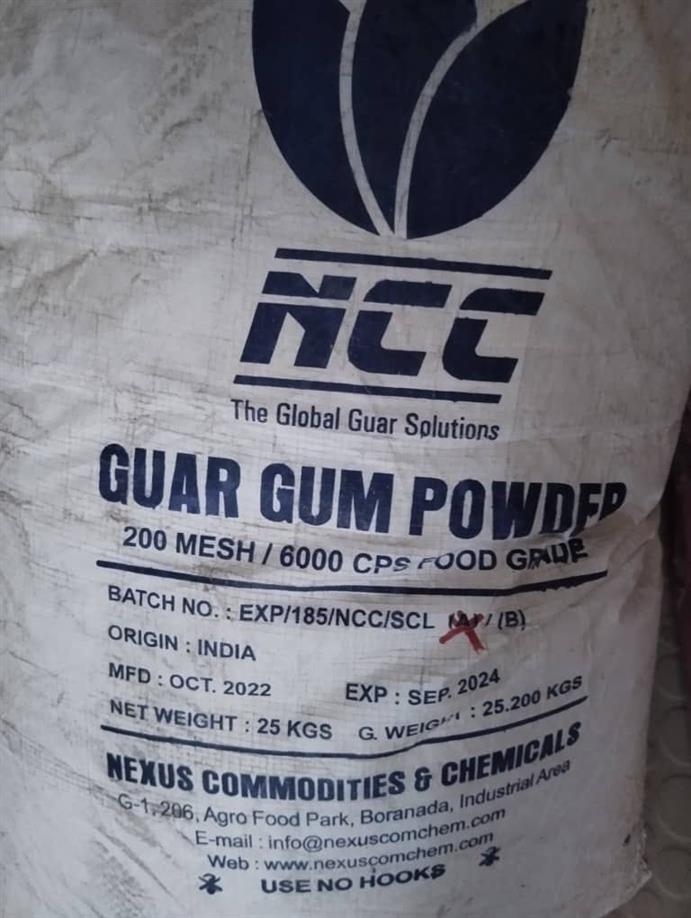 NCC
The Global Guar Solutions
GUAR GUM POWDER
200 MESH / 6000 CPS FOOD GRADE
BATCH NO. : EXP/185/NCC/SCL (A) / (B)
ORIGIN : INDIA
MFD : OCT. 2022 EXP : SEP. 2024
NET WEIGHT : 25 KGS G. WEIGHT : 25.200 KGS
NEXUS COMMODITIES & CHEMICALS
G-1, 206, Agro Food Park, Boranada, Industrial Area
E-mail : info@nexuscomchem.com
Web : www.nexuscomchem.com
USE NO HOOKS